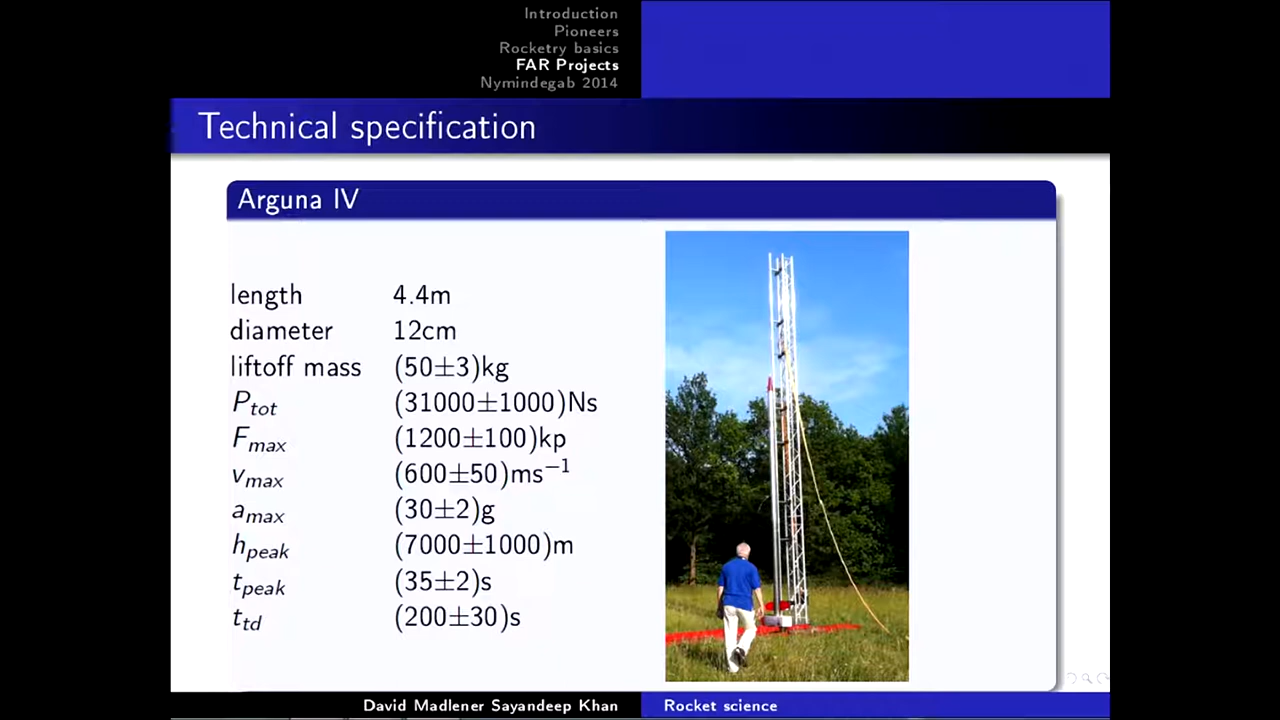 Introduction
Pioneers
Rocketry basics
FAR Projects
Nymindegab 2014
Technical specification
Arguna IV
length 4.4m
diameter 12cm
liftoff mass (50±3)kg
P_tot (31000±1000)Ns
F_max (1200±100)kp
v_max (600±50)ms⁻¹
a_max (30±2)g
h_peak (7000±1000)m
t_peak (35±2)s
t_td (200±30)s
David Madlener Sayandeep Khan Rocket science